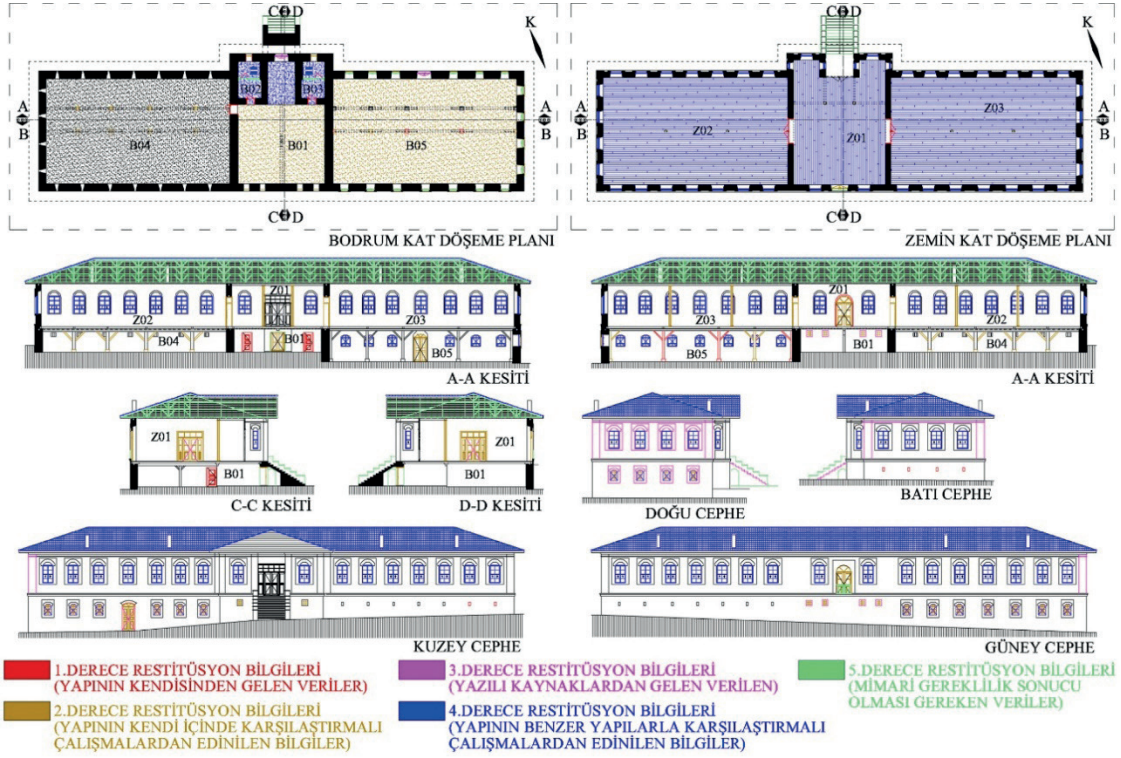 C D
C D
K
K
B02
B03
A
B
B04
B01
B05
A
B
A
B
Z02
Z01
Z03
A
B
C D
C D
BODRUM KAT DÖŞEME PLANI
ZEMİN KAT DÖŞEME PLANI
Z01
Z02
Z03
B04
B01
B05
A-A KESİTİ
Z01
Z03
Z02
B05
B01
B04
A-A KESİTİ
Z01
B01
C-C KESİTİ
Z01
B01
D-D KESİTİ
DOĞU CEPHE
BATI CEPHE
KUZEY CEPHE
GÜNEY CEPHE
1.DERECE RESTİTÜSYON BİLGİLERİ
(YAPININ KENDİSİNDEN GELEN VERİLER)
2.DERECE RESTİTÜSYON BİLGİLERİ
(YAPININ KENDİ İÇİNDE KARŞILAŞTIRMALI
ÇALIŞMALARDAN EDİNİLEN BİLGİLER)
3.DERECE RESTİTÜSYON BİLGİLERİ
(YAZILI KAYNAKLARDAN GELEN VERİLEN)
4.DERECE RESTİTÜSYON BİLGİLERİ
(YAPININ BENZER YAPILARLA KARŞILAŞTIRMALI
ÇALIŞMALARDAN EDİNİLEN BİLGİLER)
5.DERECE RESTİTÜSYON BİLGİLERİ
(MİMARİ GEREKLİLİK SONUCU
OLMASI GEREKEN VERİLER)